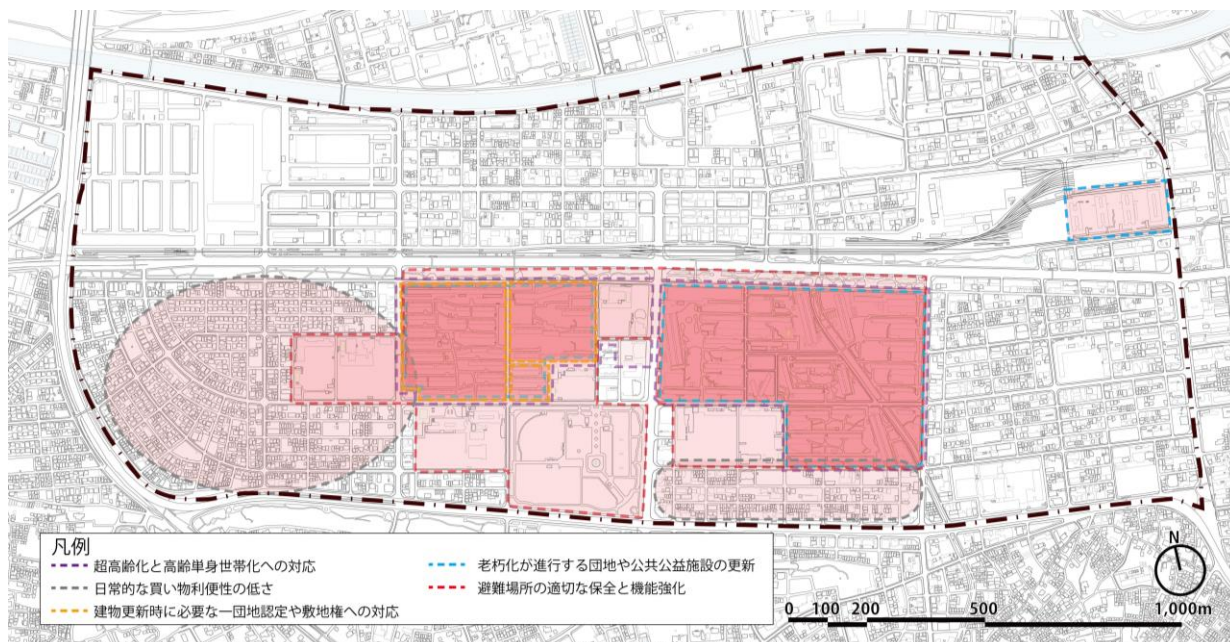 凡例
超高齢化と高齢単身世帯化への対応
日常的な買い物利便性の低さ
建物更新時に必要な一団地認定や敷地権への対応
老朽化が進行する団地や公共公益施設の更新
避難場所の適切な保全と機能強化
N
0 100 200 500 1,000m